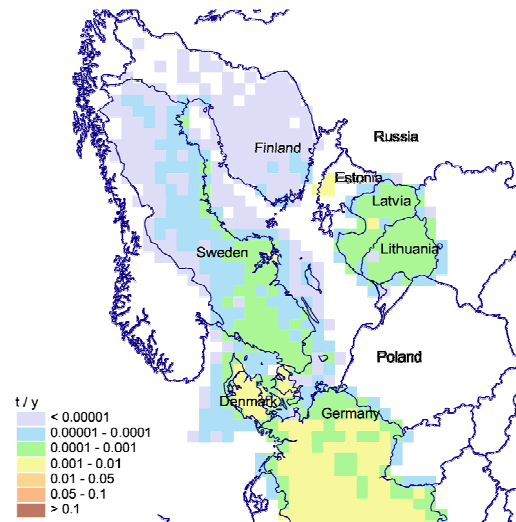 Russia
Finland
Estonia
Latvia
Lithuania
Sweden
Poland
Denmark
Germany
t / y
< 0.00001
0.00001 - 0.0001
0.0001 - 0.001
0.001 - 0.01
0.01 - 0.05
0.05 - 0.1
> 0.1